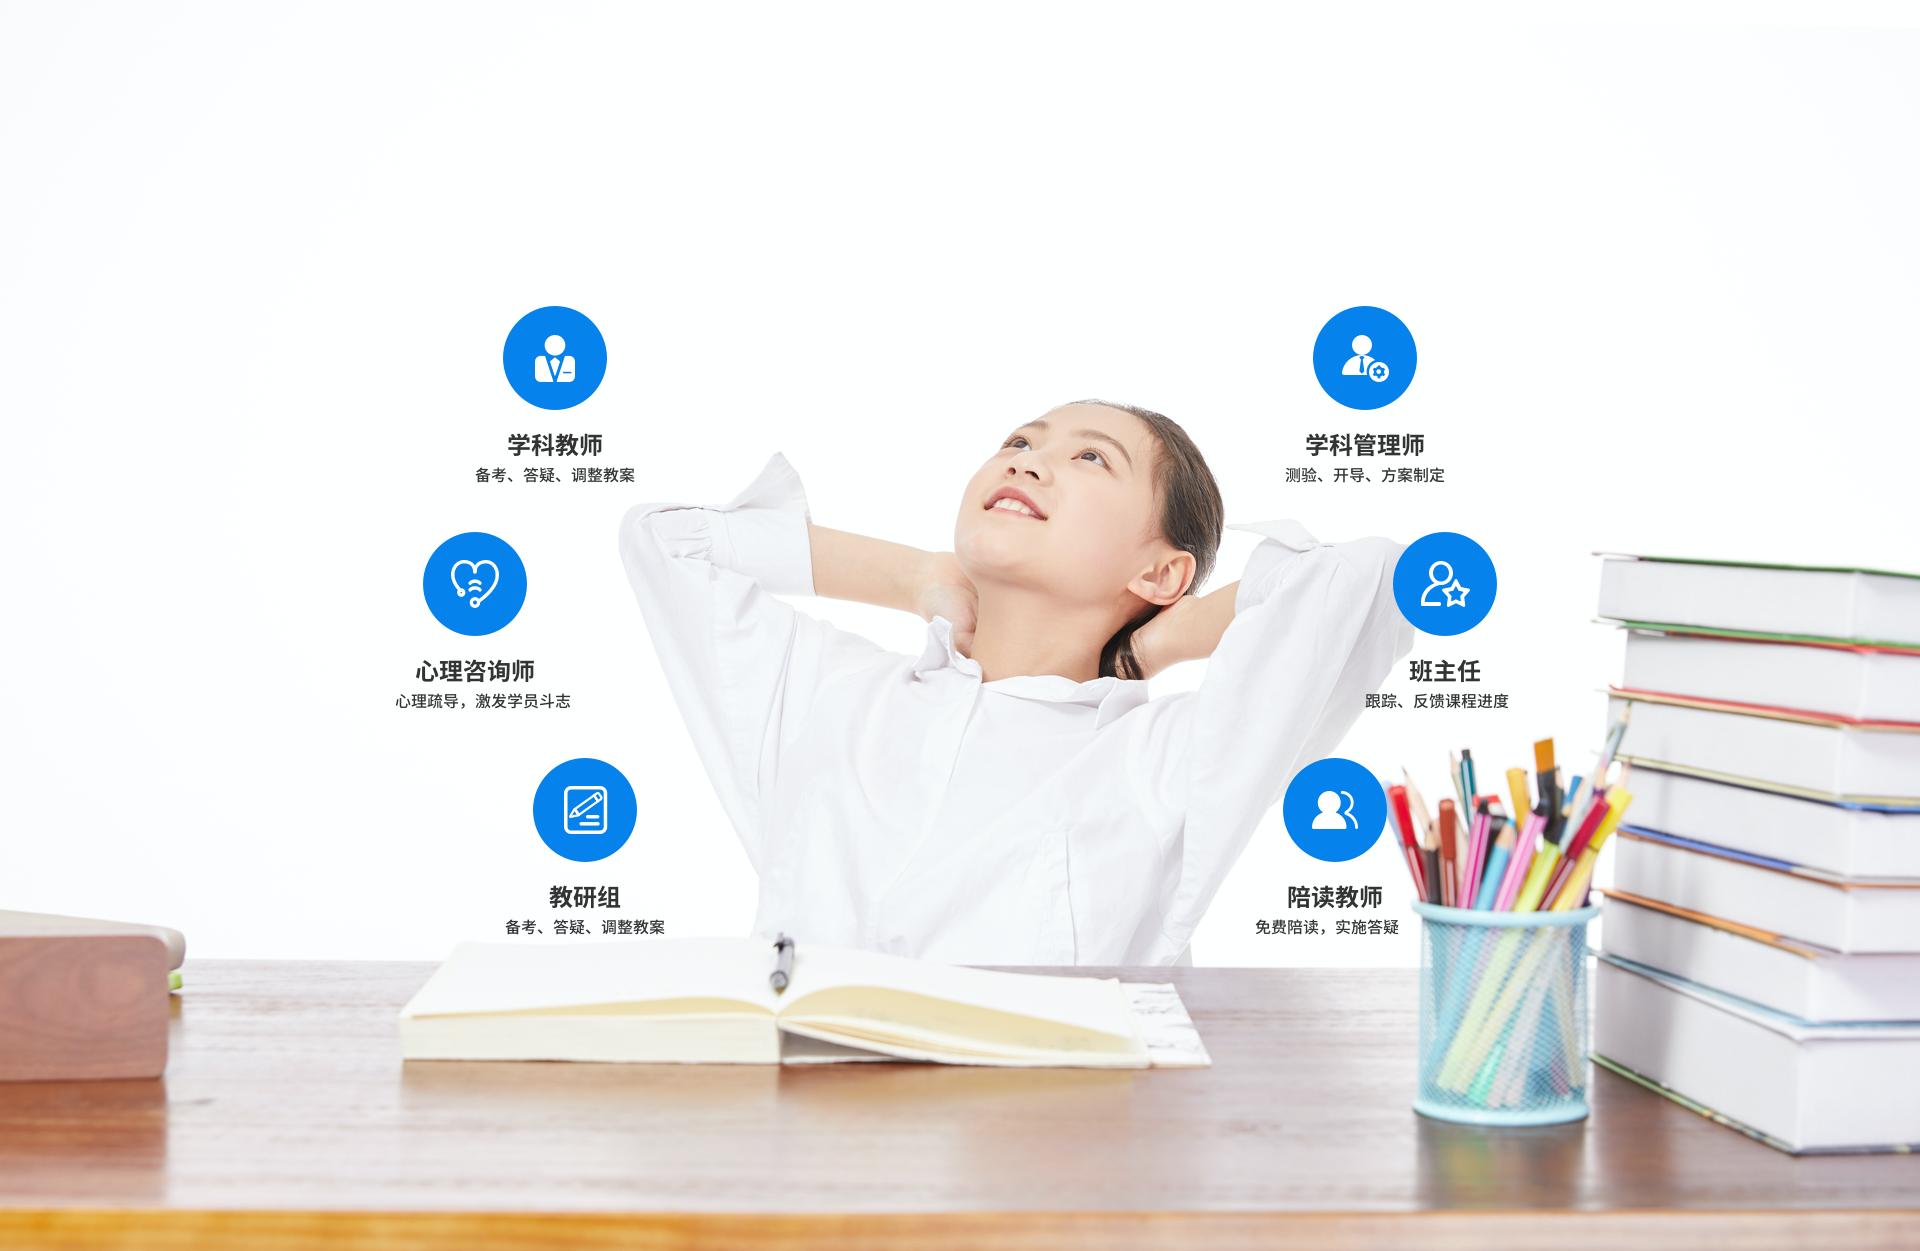 学科教师
备考、答疑、调整教案
学科管理师
测验、开导、方案制定
心理咨询师
心理疏导，激发学员斗志
班主任
跟踪、反馈课程进度
教研组
备考、答疑、调整教案
陪读教师
免费陪读，实施答疑